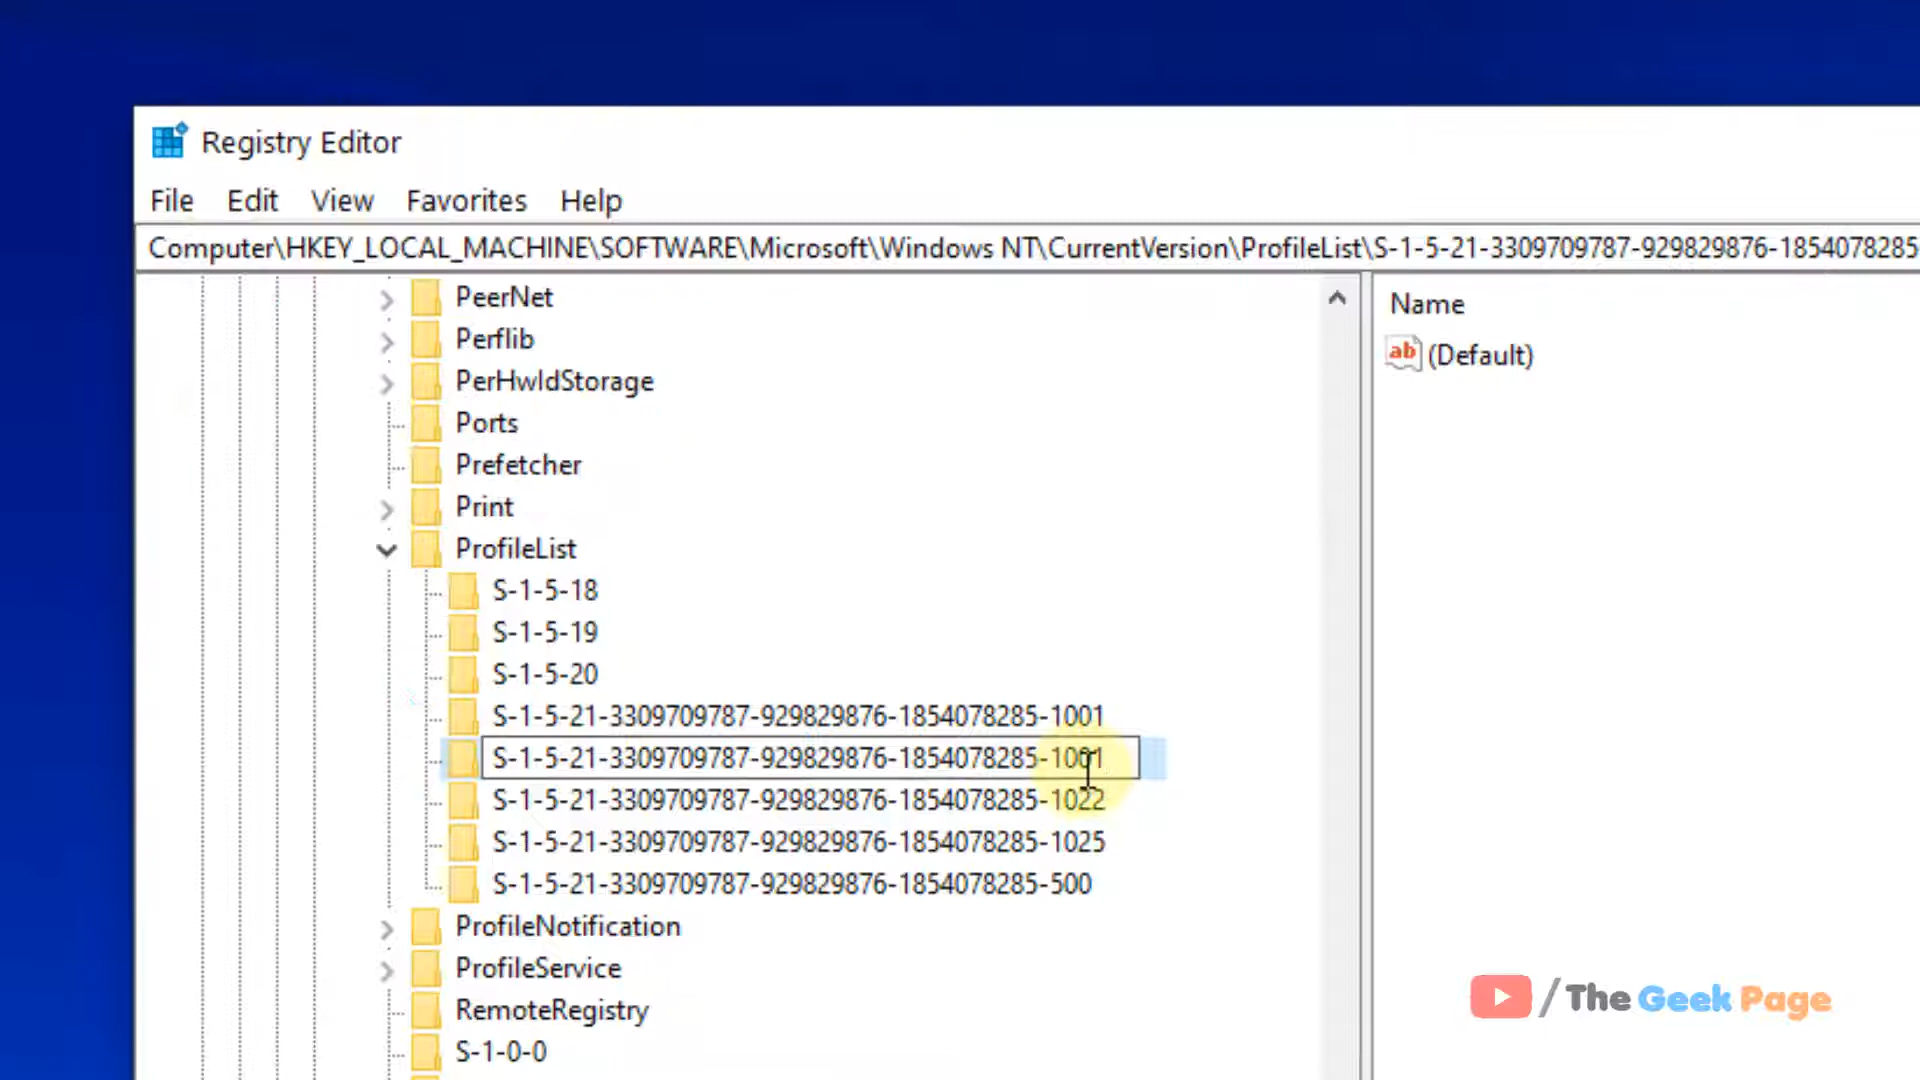 Registry Editor
File Edit View Favorites Help
Computer\HKEY_LOCAL_MACHINE\SOFTWARE\Microsoft\Windows NT\CurrentVersion\ProfileList\S-1-5-21-3309709787-929829876-1854078285
PeerNet
Perflib
PerHwIdStorage
Ports
Prefetcher
Print
ProfileList
S-1-5-18
S-1-5-19
S-1-5-20
S-1-5-21-3309709787-929829876-1854078285-1001
S-1-5-21-3309709787-929829876-1854078285-1001
S-1-5-21-3309709787-929829876-1854078285-1022
S-1-5-21-3309709787-929829876-1854078285-1025
S-1-5-21-3309709787-929829876-1854078285-500
ProfileNotification
ProfileService
RemoteRegistry
S-1-0-0
Name
ab (Default)
/The Geek Page